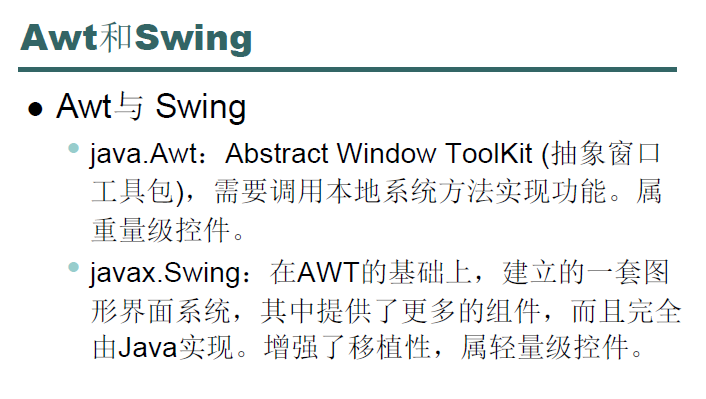 Awt和Swing
Awt与 Swing
java.Awt：Abstract Window ToolKit (抽象窗口
工具包)，需要调用本地系统方法实现功能。属
重量级控件。
javax.Swing：在AWT的基础上，建立的一套图
形界面系统，其中提供了更多的组件，而且完全
由Java实现。增强了移植性，属轻量级控件。